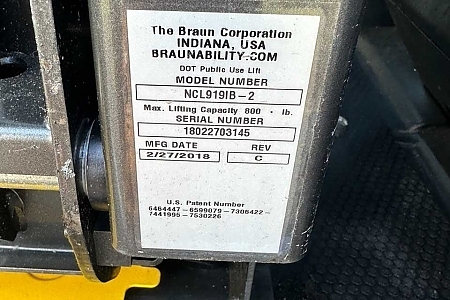 The Braun Corporation
INDIANA, USA
BRAUNABILITY.COM
DOT Public Use Lift
MODEL NUMBER
NCL919IB-2
Max. Lifting Capacity 800 - lb.
SERIAL NUMBER
18022703145
MFG DATE REV
2/27/2018 C
U.S. Patent Number
6464447-6599079-7306422-
7441995-7530226